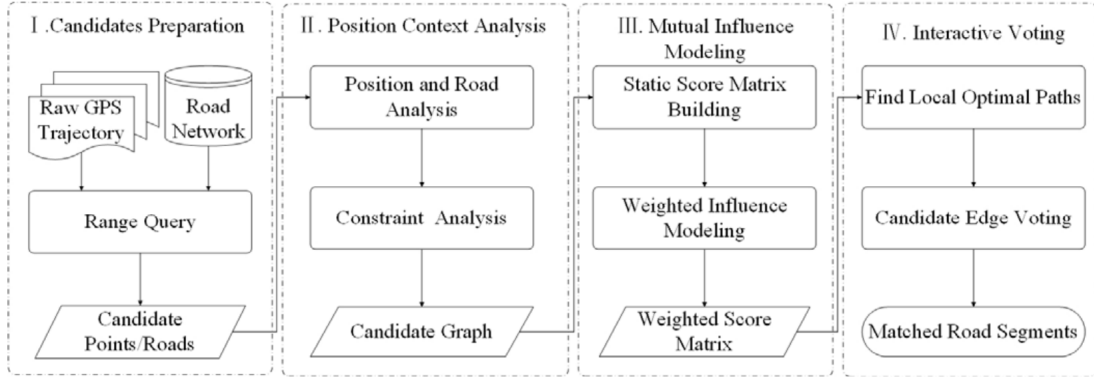 Ⅰ.Candidates Preparation
Raw GPS
Trajectory
Road
Network
Range Query
Candidate
Points/Roads
Ⅱ. Position Context Analysis
Position and Road
Analysis
Constraint Analysis
Candidate Graph
Ⅲ. Mutual Influence
Modeling
Static Score Matrix
Building
Weighted Influence
Modeling
Weighted Score
Matrix
Ⅳ. Interactive Voting
Find Local Optimal Paths
Candidate Edge Voting
Matched Road Segments